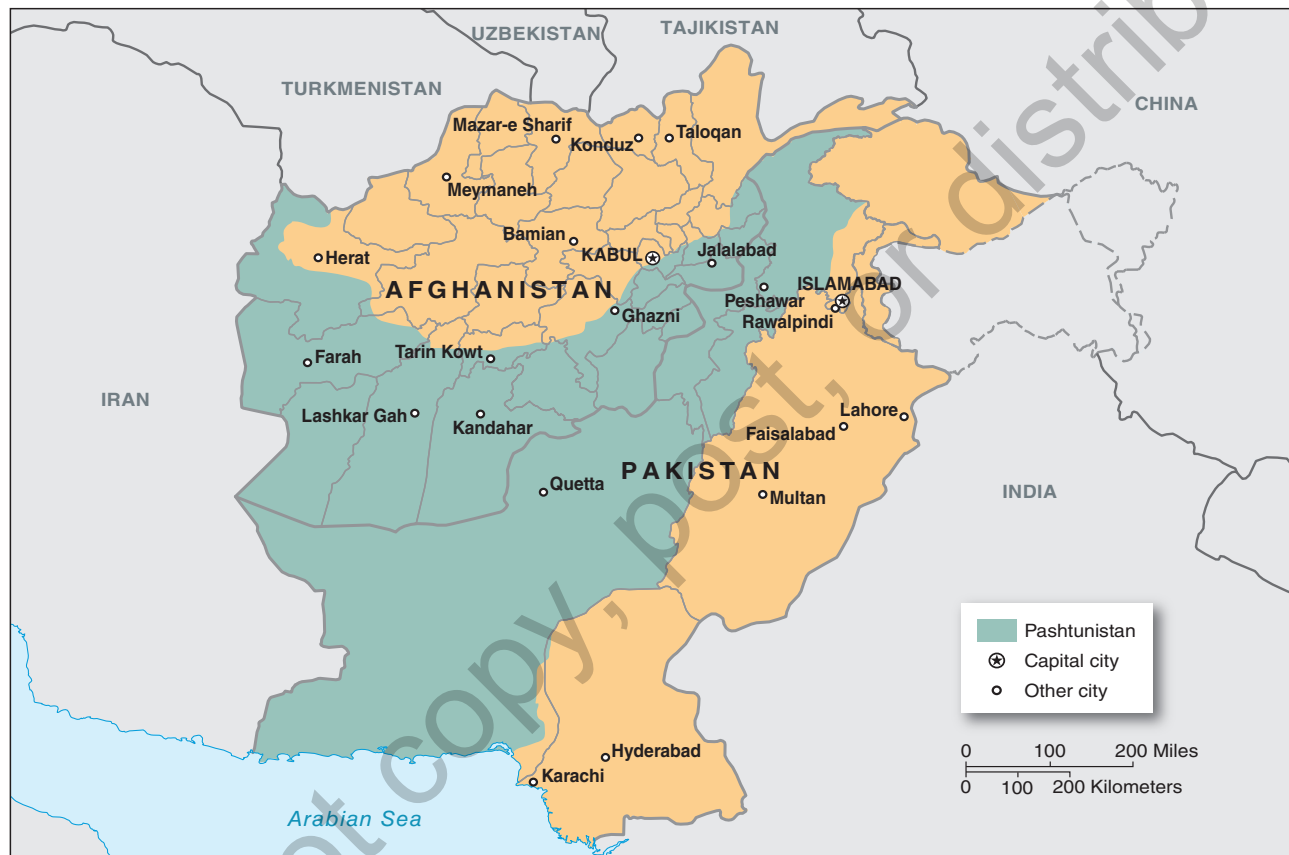 UZBEKISTAN
TAJIKISTAN
TURKMENISTAN
CHINA
Mazar-e Sharif
Konduz
Taloqan
Meymaneh
Bamian
KABUL
Jalalabad
Herat
AFGHANISTAN
ISLAMABAD
Peshawar
Rawalpindi
Ghazni
Farah
Tarin Kowt
IRAN
Lashkar Gah
Kandahar
Lahore
Faisalabad
PAKISTAN
Quetta
Multan
INDIA
Pashtunistan
Capital city
Other city
Hyderabad
Karachi
0 100 200 Miles
0 100 200 Kilometers
Arabian Sea
not copy, post, or distrib